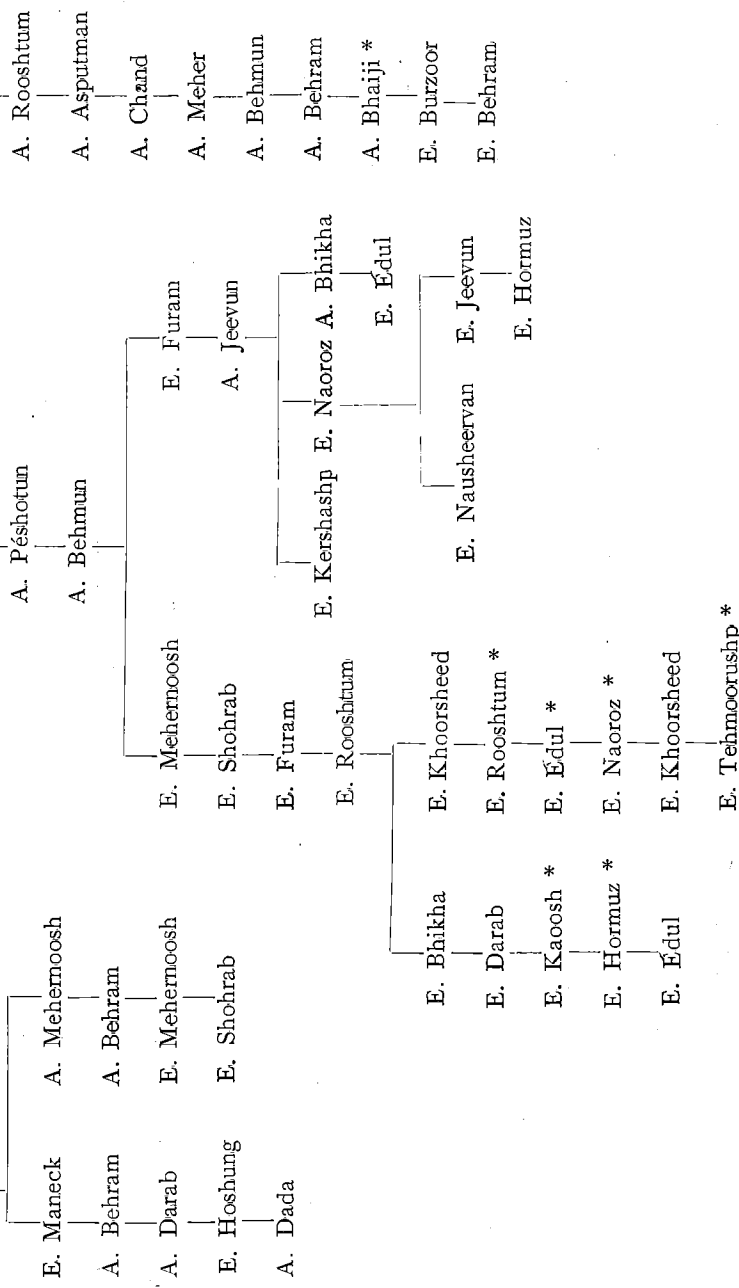 E. Maneck
A. Behram
A. Darab
E. Hoshung
A. Dada
A. Mehernoosh
A. Behram
E. Mehernoosh
E. Shohrab
A. Péshotun
A. Behmun
E. Mehernoosh
E. Shohrab
E. Furam
E. Rooshtum
E. Bhikha
E. Darab
E. Kaoosh *
E. Hormuz *
E. Edul
E. Khoorsheed
E. Rooshtum *
E. Edul *
E. Naoroz *
E. Khoorsheed
E. Tehmoorushp *
E. Furam
A. Jeevun
E. Kershashp E. Naoroz A. Bhikha
E. Edul
E. Nausheervan
E. Jeevun
E. Hormuz
A. Rooshtum
A. Asputman
A. Chand
A. Meher
A. Behmun
A. Behram
A. Bhaiji *
E. Burzoor
E. Behram